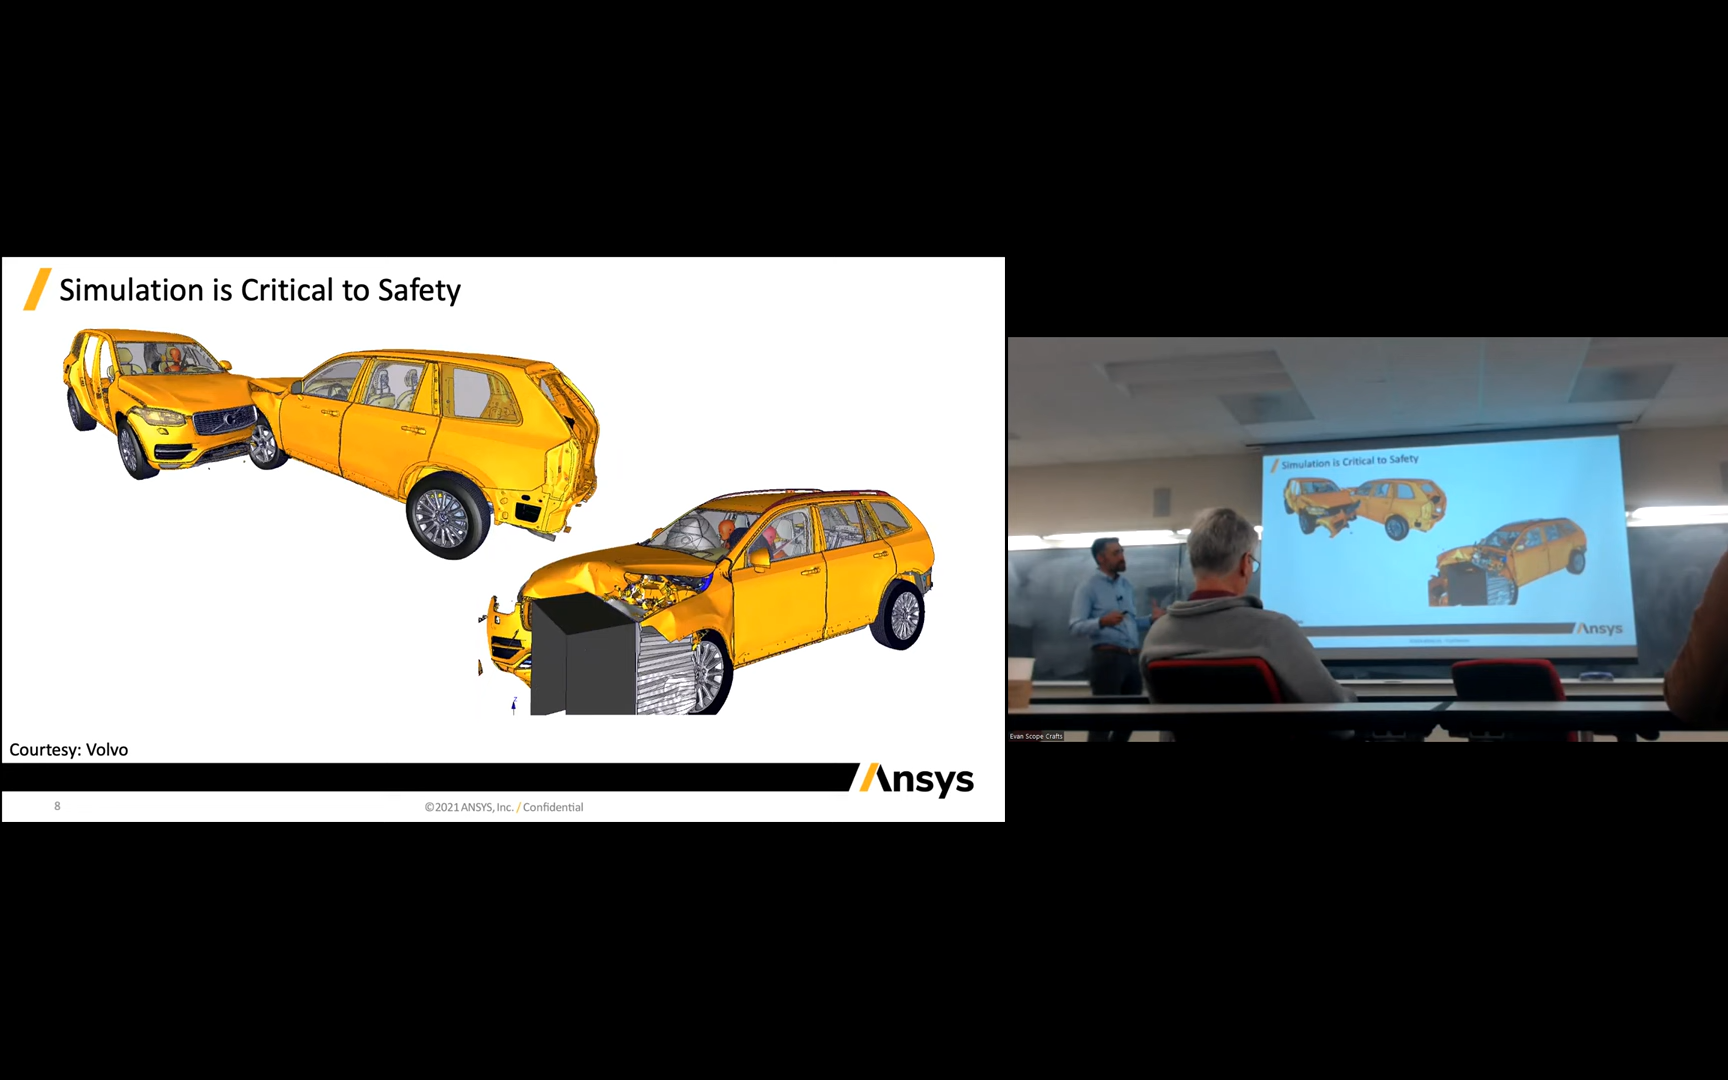 Simulation is Critical to Safety
Courtesy: Volvo
Ansys
8
©2021 ANSYS, Inc. / Confidential
Simulation is Critical to Safety
Ansys
Evan Scope Crafts